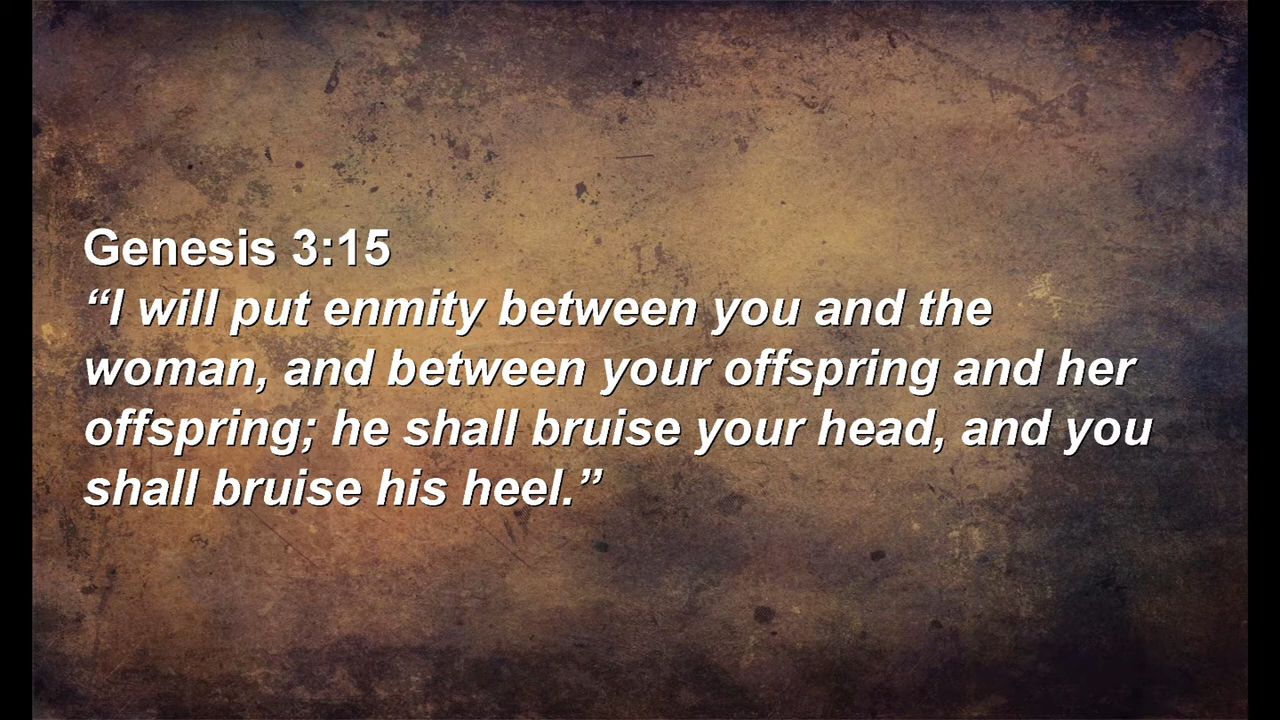 Genesis 3:15
“I will put enmity between you and the
woman, and between your offspring and her
offspring; he shall bruise your head, and you
shall bruise his heel.”